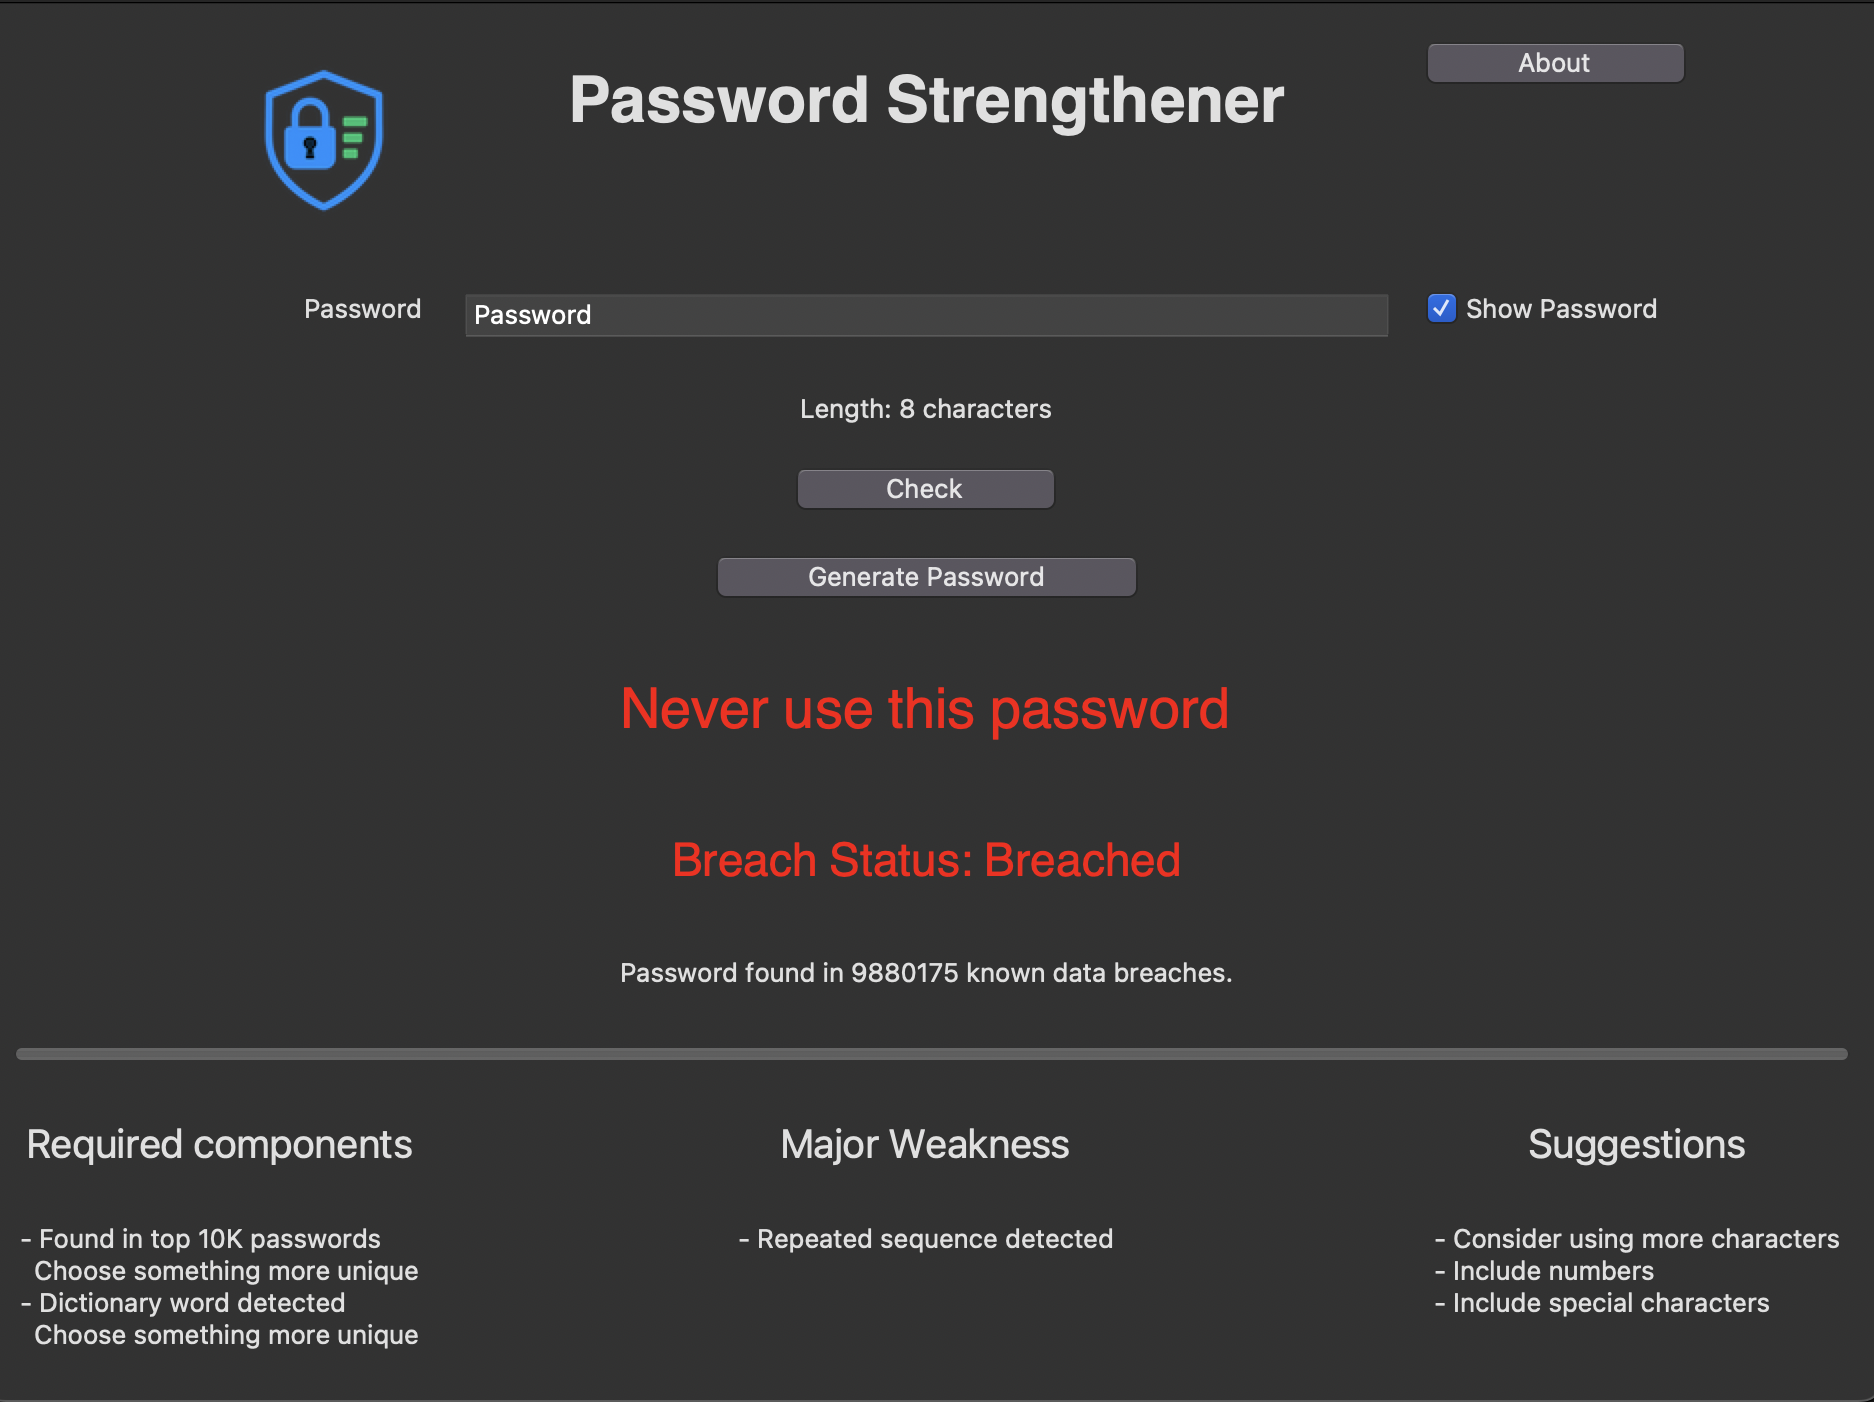 Password Strengthener
About
Password
Password
Show Password
Length: 8 characters
Check
Generate Password
Never use this password
Breach Status: Breached
Password found in 9880175 known data breaches.
Required components
- Found in top 10K passwords
Choose something more unique
- Dictionary word detected
Choose something more unique
Major Weakness
- Repeated sequence detected
Suggestions
- Consider using more characters
- Include numbers
- Include special characters